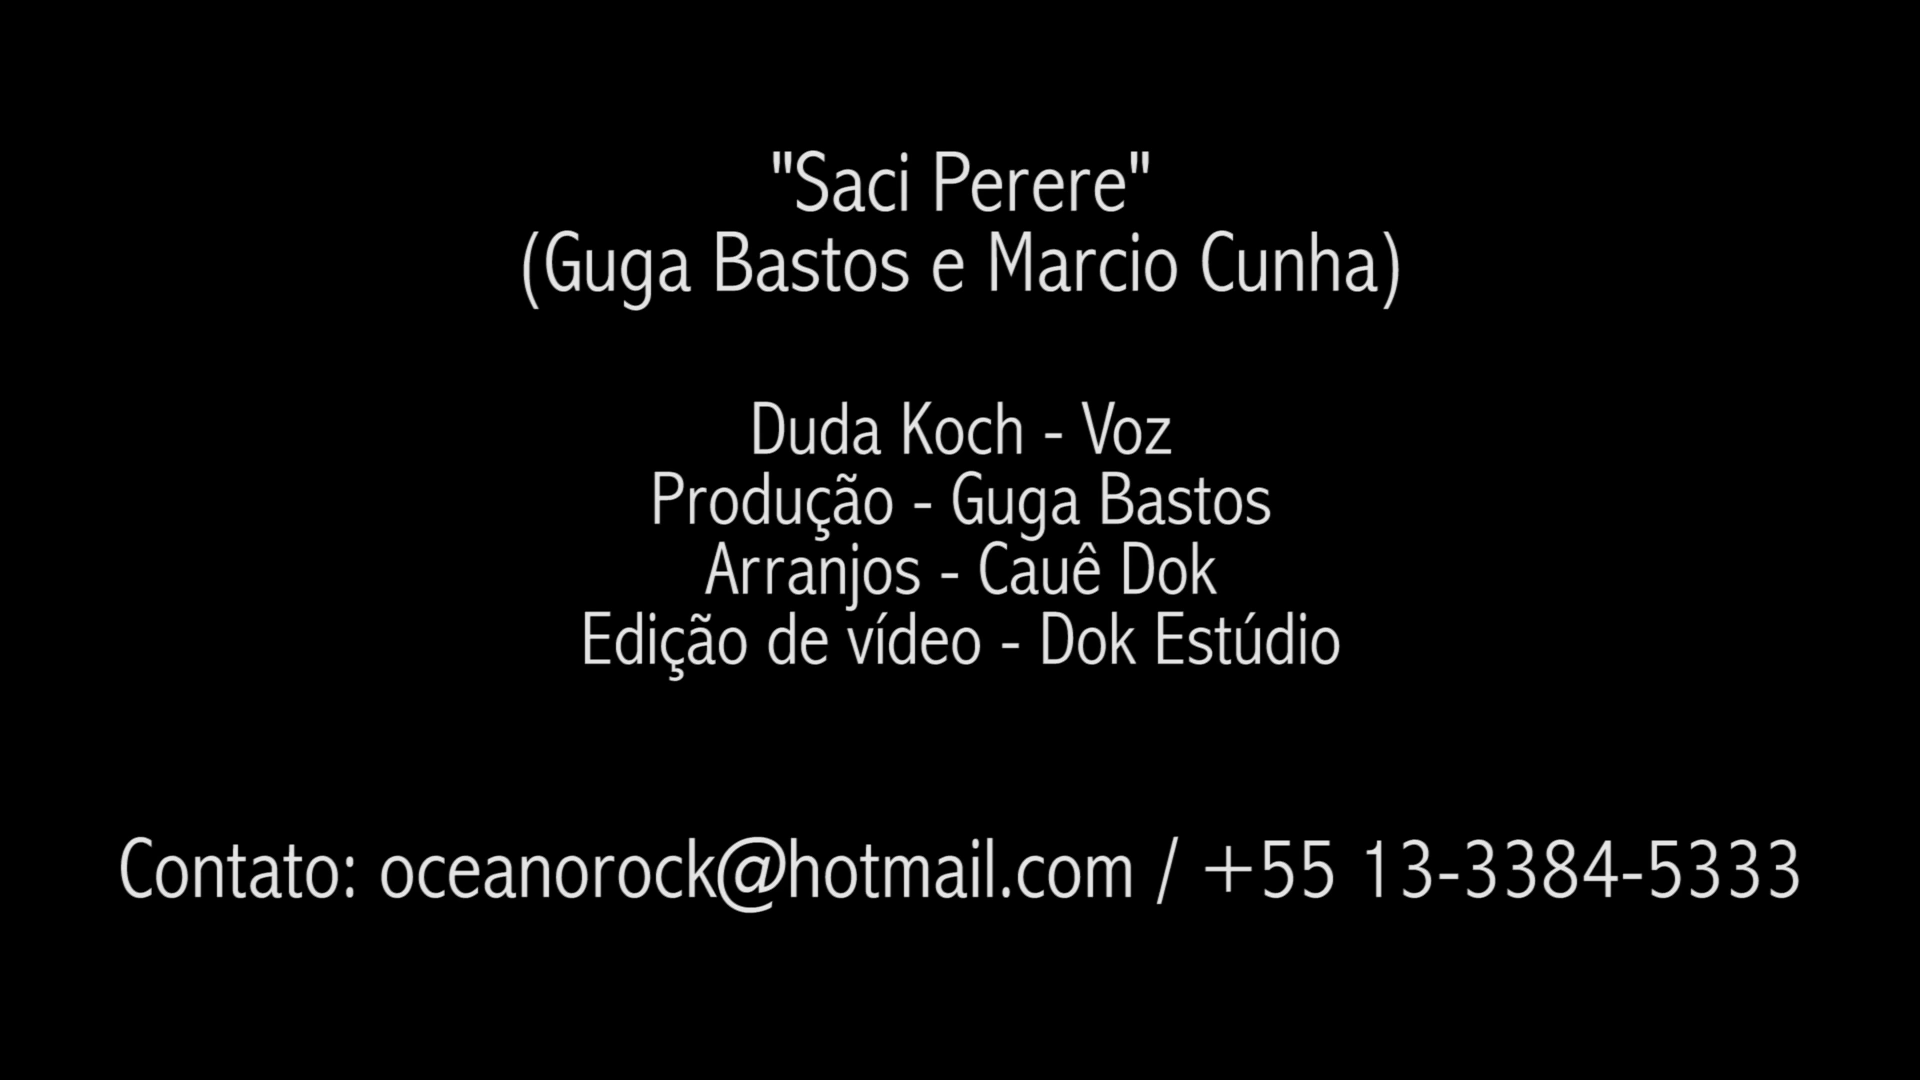 "Saci Perere"
(Guga Bastos e Marcio Cunha)
Duda Koch - Voz
Produção - Guga Bastos
Arranjos - Cauê Dok
Edição de vídeo - Dok Estúdio
Contato: oceanorock@hotmail.com / +55 13-3384-5333